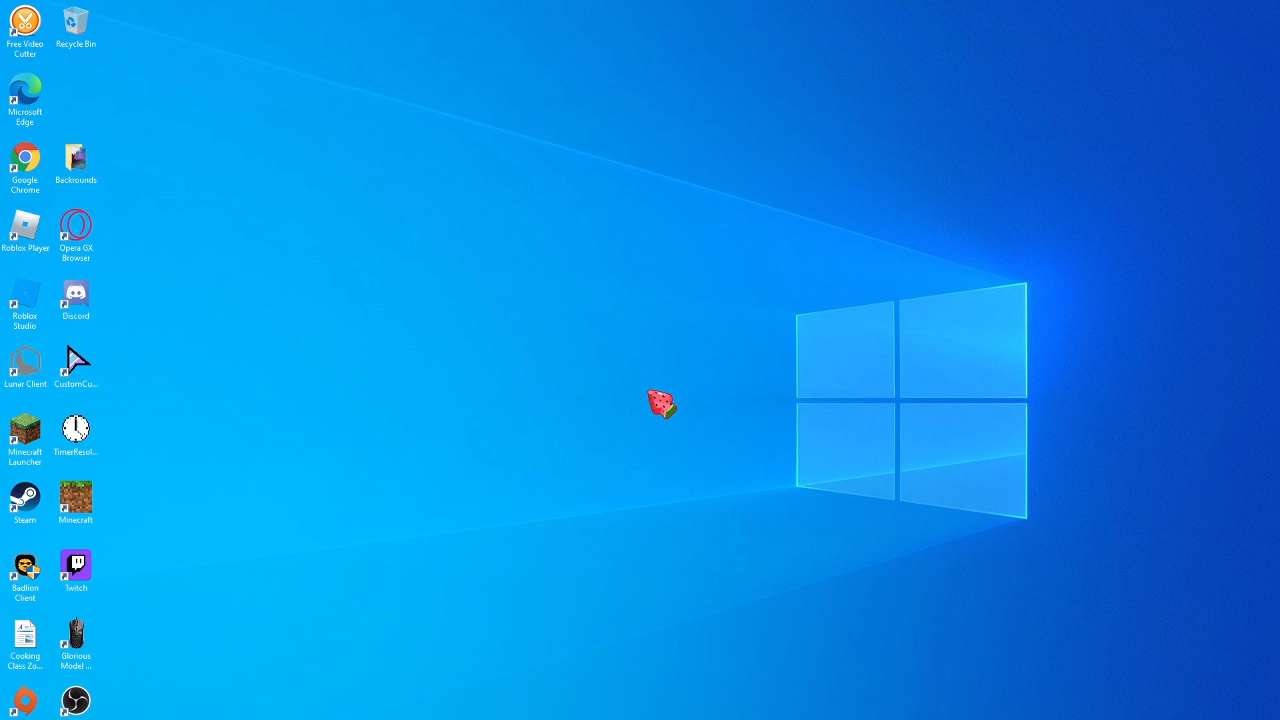 Free Video
Cutter
Recycle Bin
Microsoft
Edge
Google
Chrome
Backrounds
Roblox Player
Opera GX
Browser
Roblox
Studio
Discord
Lunar Client
CustomCu...
Minecraft
Launcher
TimerResol...
Steam
Minecraft
Badlion
Client
Twitch
Cooking
Class Zo...
Glorious
Model ...